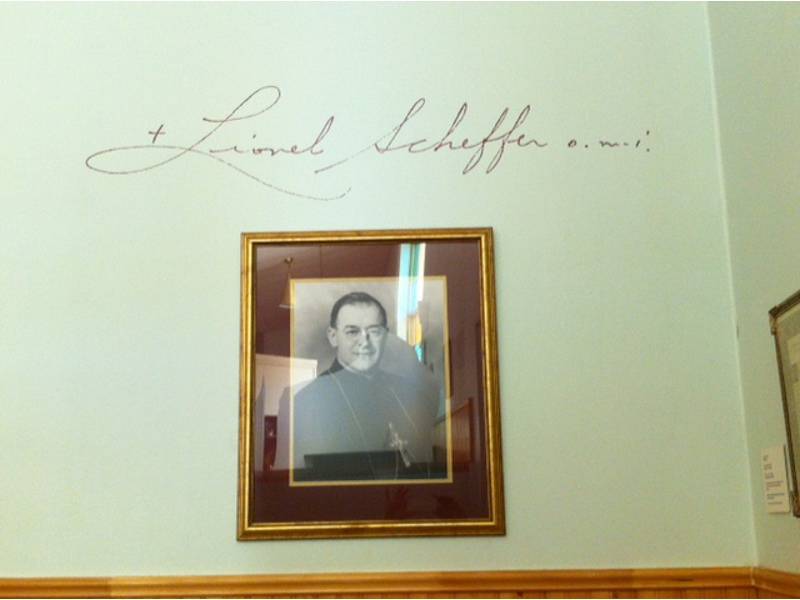 + Lionel Scheffer o.m.i.